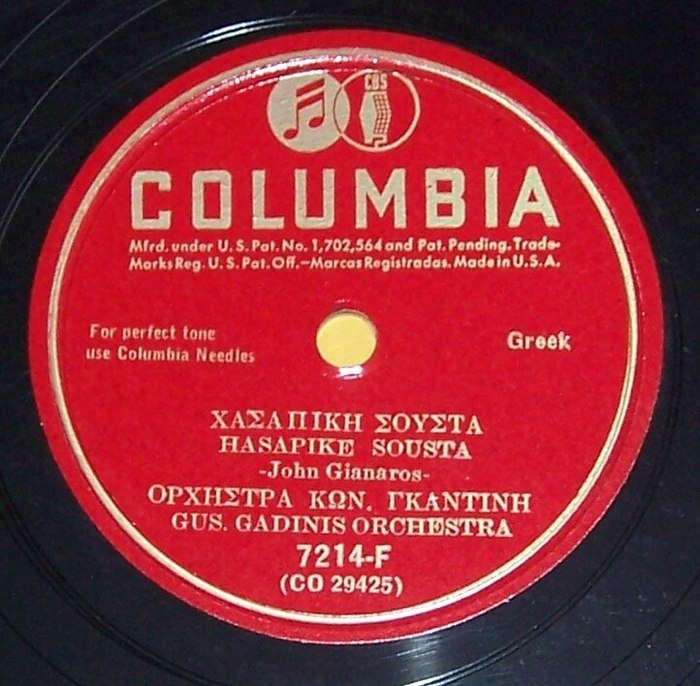 CBS
COLUMBIA
Mfrd. under U.S. Pat. No. 1,702,564 and Pat. Pending. Trade-
Marks Reg. U.S. Pat. Off.—Marcas Registradas. Made in U.S.A.
For perfect tone
use Columbia Needles
Greek
ΧΑΣΑΠΙΚΗ ΣΟΥΣΤΑ
HASAPIKE SOUSTA
-John Gianaros-
ΟΡΧΗΣΤΡΑ ΚΩΝ. ΓΚΑΝΤΙΝΗ
GUS. GADINIS ORCHESTRA
7214-F
(CO 29425)